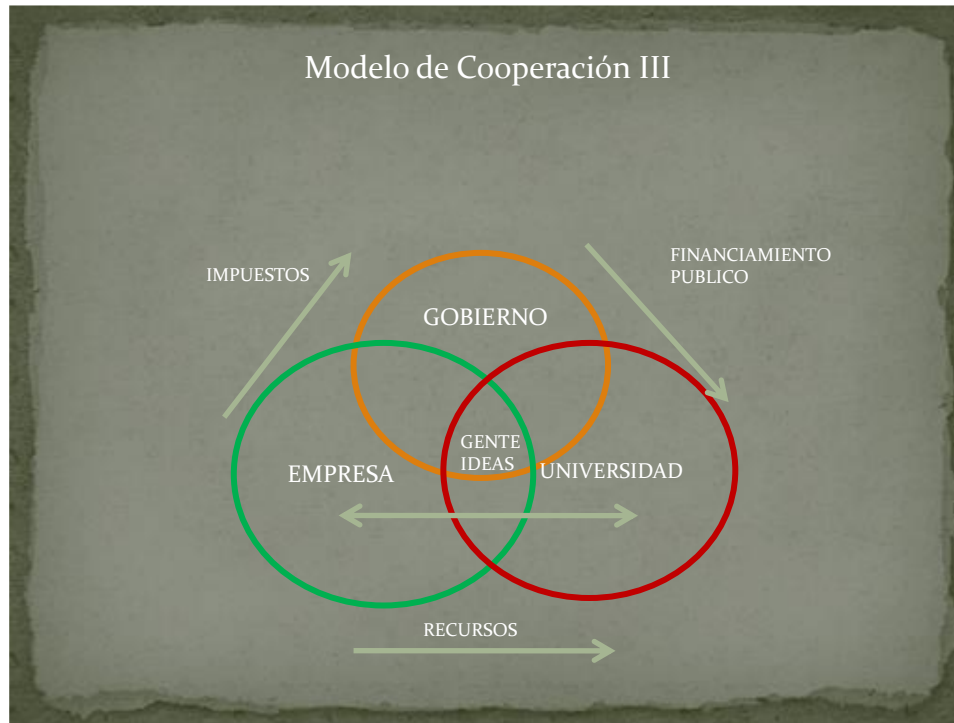 Modelo de Cooperación III
IMPUESTOS
FINANCIAMIENTO
PUBLICO
GOBIERNO
GENTE
IDEAS
EMPRESA
UNIVERSIDAD
RECURSOS